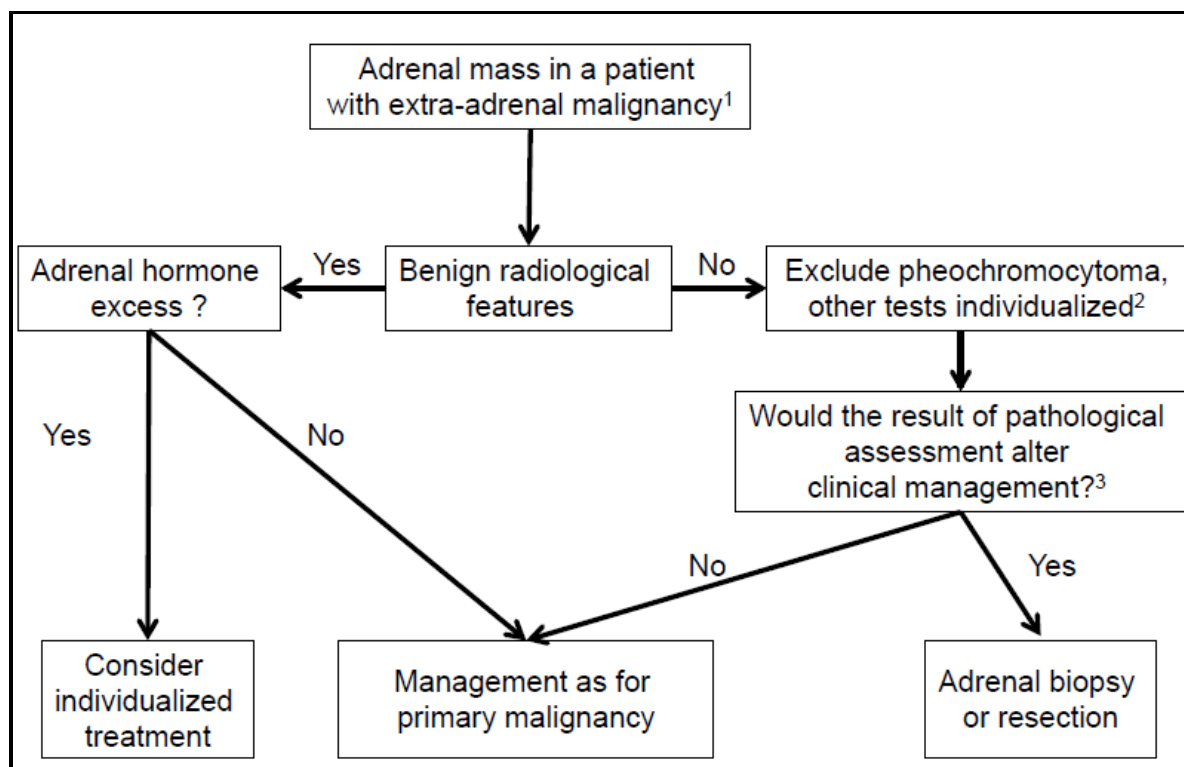 Adrenal mass in a patient
with extra-adrenal malignancy¹
Adrenal hormone
excess ?
Yes
Benign radiological
features
No
Exclude pheochromocytoma,
other tests individualized²
Would the result of pathological
assessment alter
clinical management?³
Yes
No
No
Yes
Consider
individualized
treatment
Management as for
primary malignancy
Adrenal biopsy
or resection